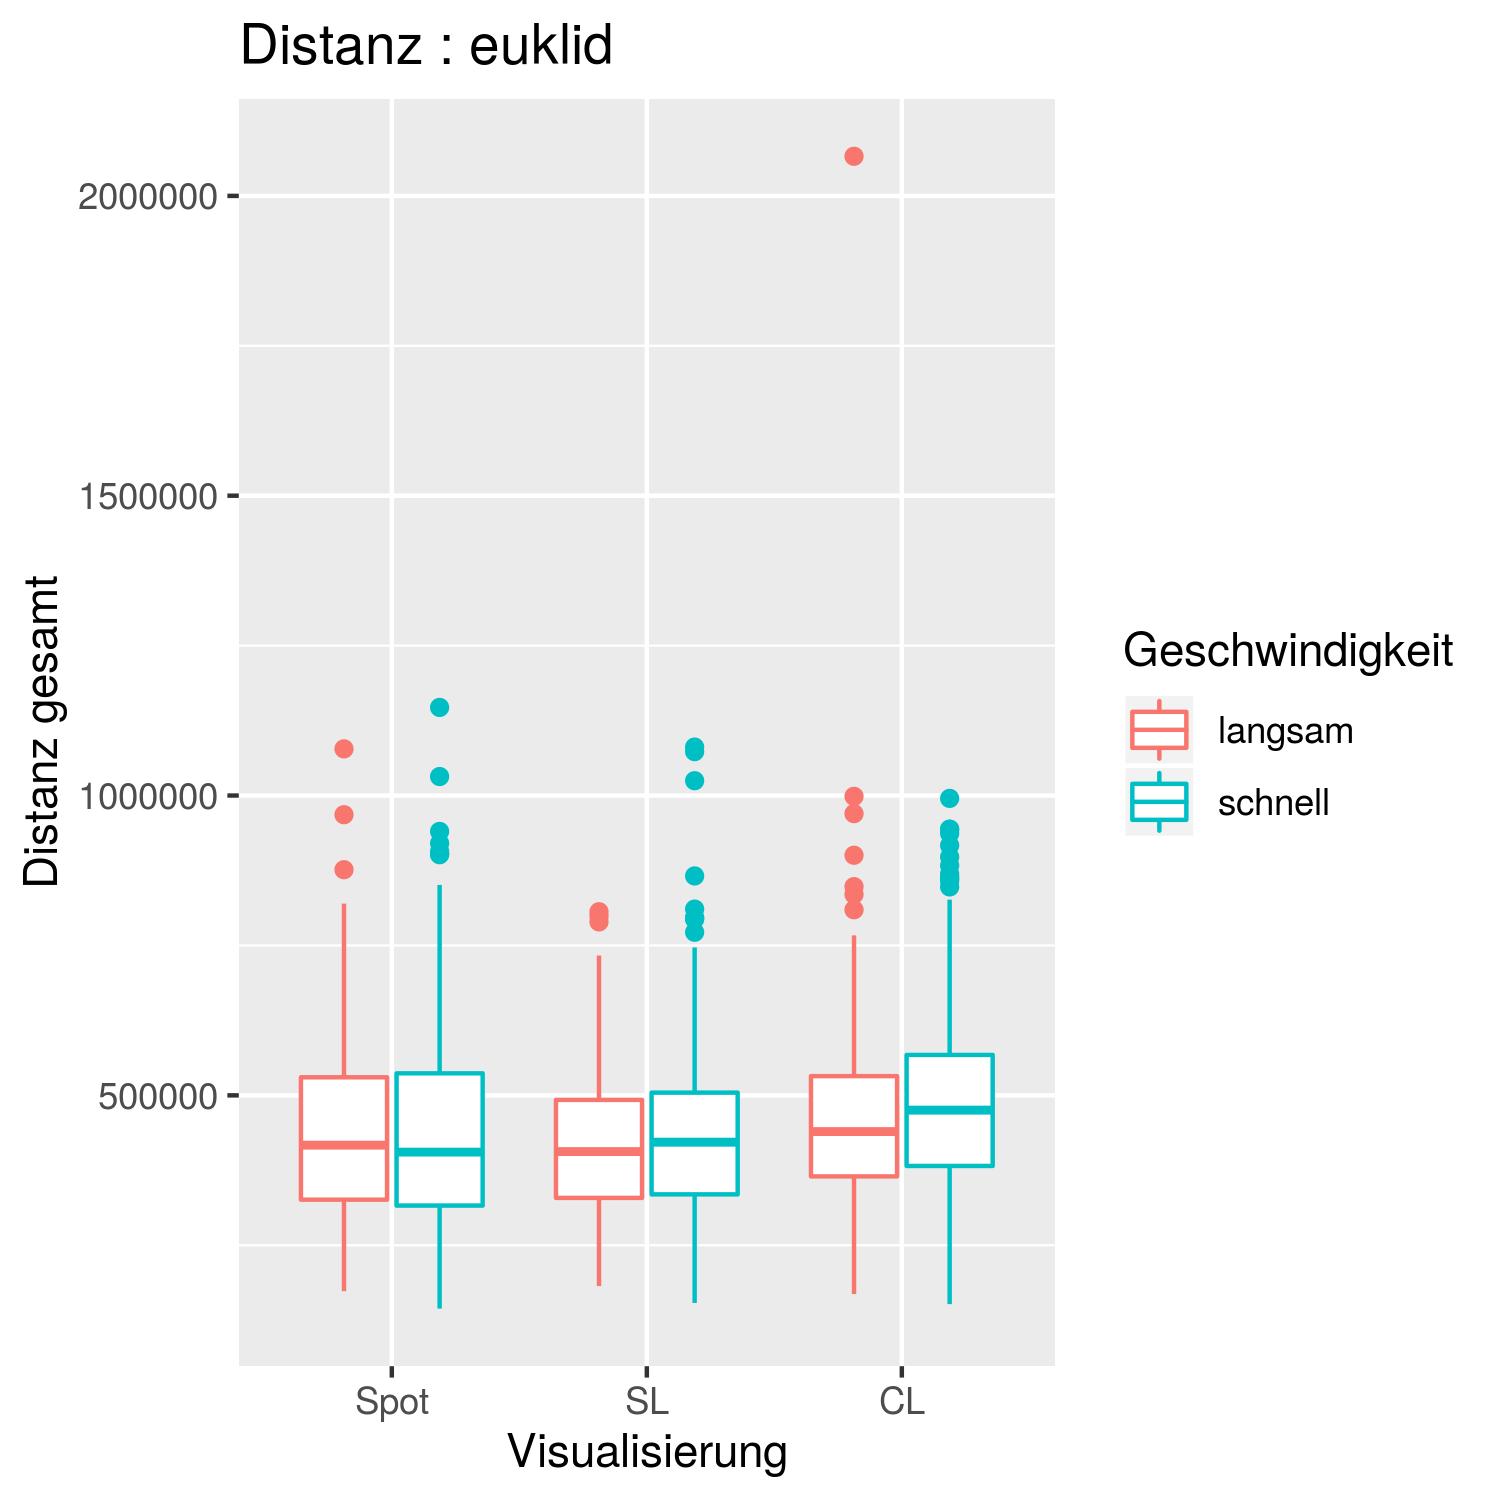 Distanz : euklid
2000000
1500000
1000000
500000
Distanz gesamt
Spot SL CL
Visualisierung
Geschwindigkeit
langsam
schnell